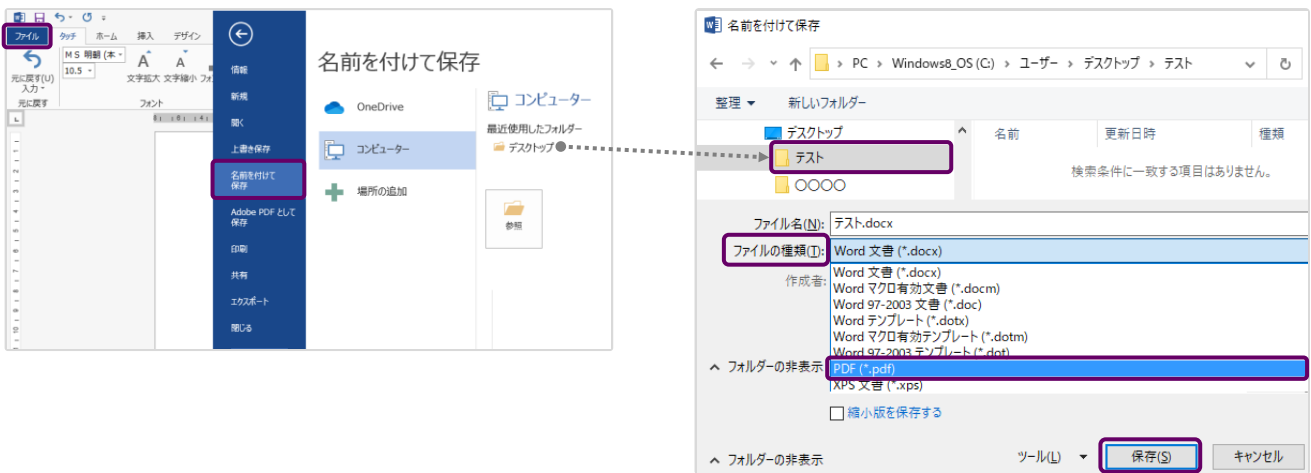 ファイル
タッチ
ホーム
挿入
デザイン
元に戻す(U)
入力
元に戻す
MS 明朝 (本
10.5
A
A
文字拡大 文字縮小 フォ
フォント
情報
新規
開く
上書き保存
名前を付けて
保存
Adobe PDF として
保存
印刷
共有
エクスポート
閉じる
名前を付けて保存
OneDrive
コンピューター
場所の追加
コンピューター
最近使用したフォルダー
デスクトップ
参照
名前を付けて保存
PC › Windows8_OS (C:) › ユーザー › デスクトップ › テスト
整理 新しいフォルダー
デスクトップ
テスト
〇〇〇〇
名前 更新日時 種類
検索条件に一致する項目はありません。
ファイル名(N): テスト.docx
ファイルの種類(T): Word 文書 (*.docx)
作成者:
Word 文書 (*.docx)
Word マクロ有効文書 (*.docm)
Word 97-2003 文書 (*.doc)
Word テンプレート (*.dotx)
Word マクロ有効テンプレート (*.dotm)
Word 97-2003 テンプレート (*.dot)
フォルダーの非表示 PDF (*.pdf)
XPS 文書 (*.xps)
縮小版を保存する
フォルダーの非表示 ツール(L) 保存(S) キャンセル